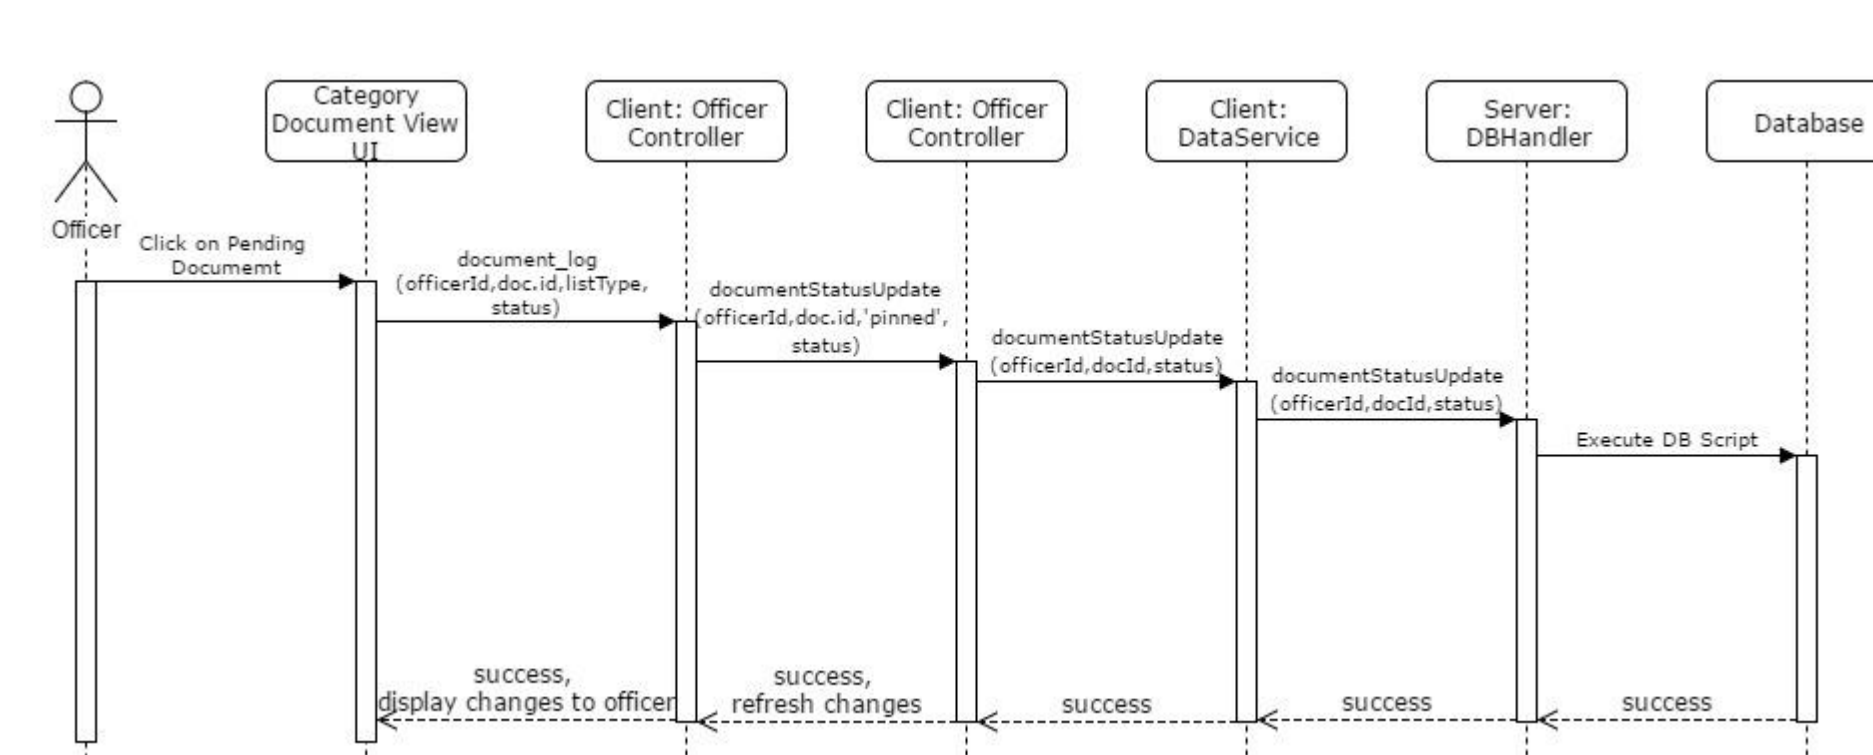 Category
Document View
UI
Client: Officer
Controller
Client: Officer
Controller
Client:
DataService
Server:
DBHandler
Database
Officer
Click on Pending
Documemt
document_log
(officerId,doc.id,listType,
status)
documentStatusUpdate
(officerId,doc.id,'pinned',
status)
documentStatusUpdate
(officerId,docId,status)
documentStatusUpdate
(officerId,docId,status)
Execute DB Script
success,
display changes to officer
success,
refresh changes
success
success
success